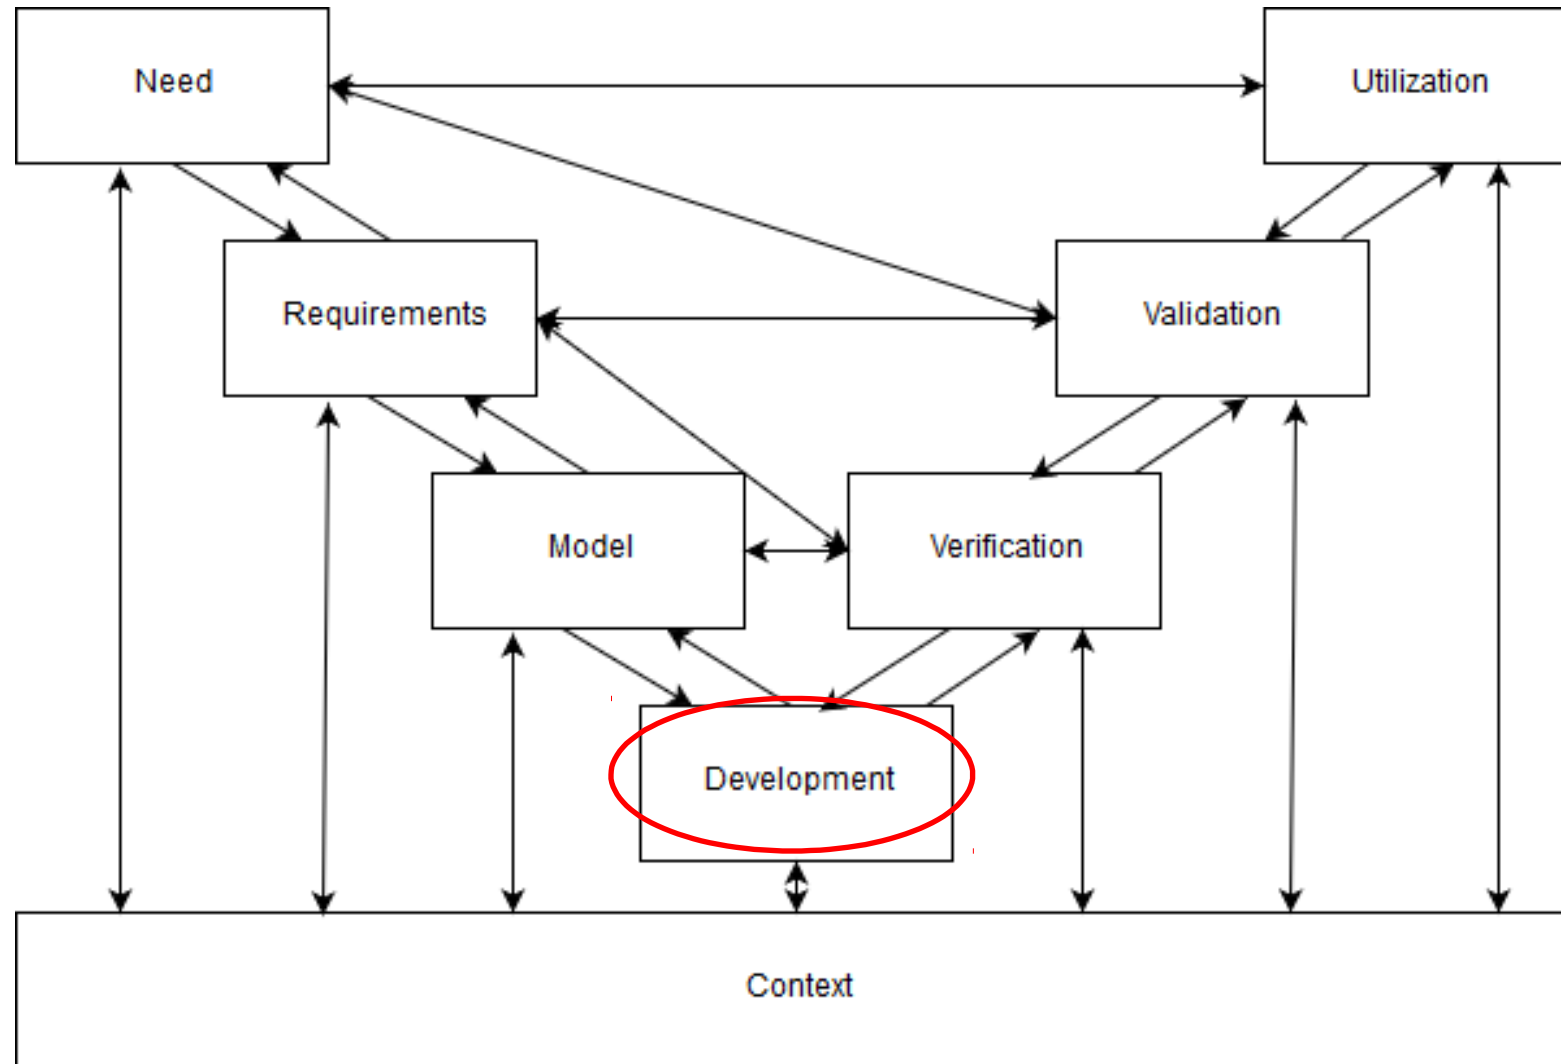 Need
Utilization
Requirements
Validation
Model
Verification
Development
Context